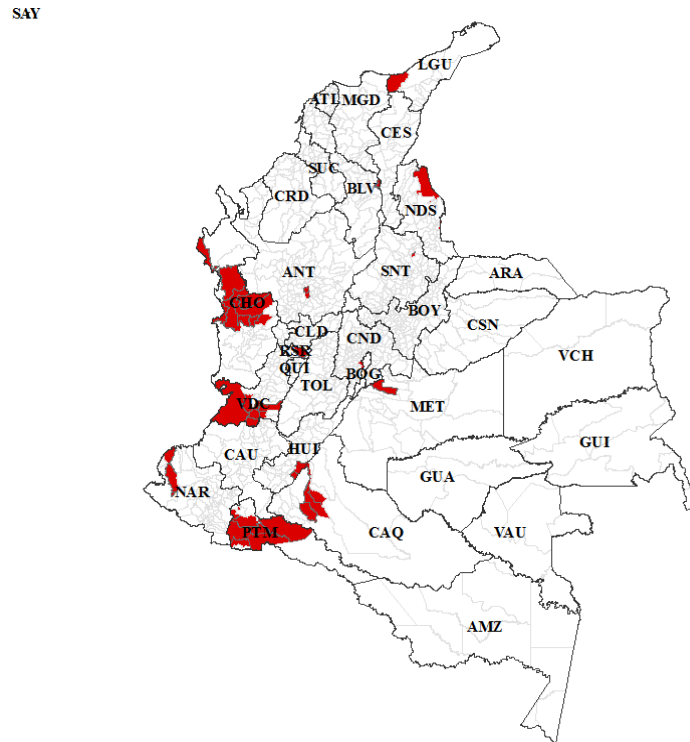 SAY
LGU
ATL MGD
CES
SUC
BLV
CRD
NDS
ANT
SNT
ARA
CHO
BOY
CSN
CLD
CND
VCH
RSR
QUI
BOG
TOL
VDC
MET
GUI
CAU
HUI
GUA
NAR
PTM
CAQ
VAU
AMZ